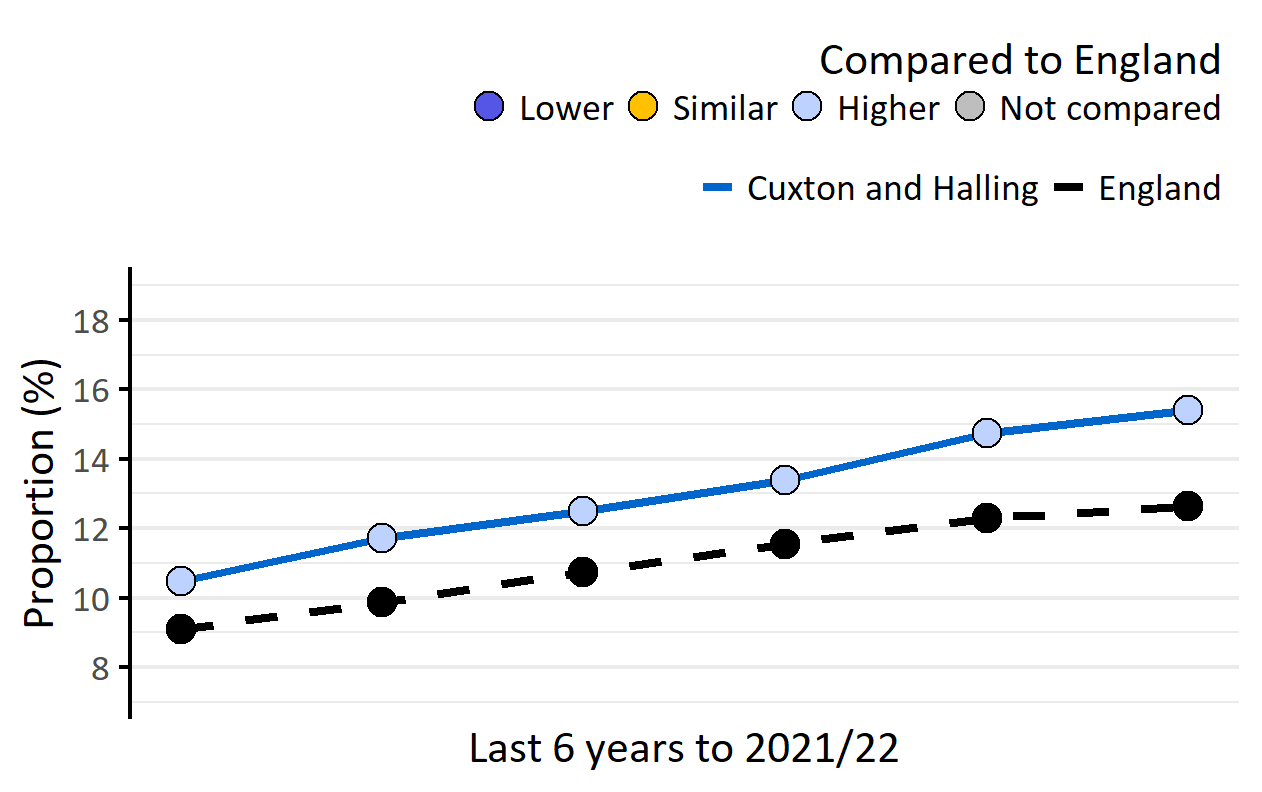 Compared to England
Lower Similar Higher Not compared
Cuxton and Halling England
Proportion (%)
18
16
14
12
10
8
Last 6 years to 2021/22